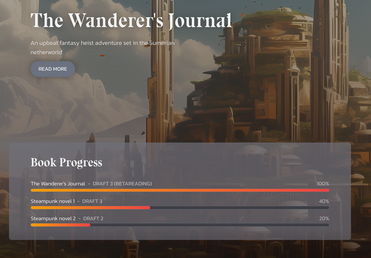 The Wanderer's Journal
An upbeat fantasy heist adventure set in the Sumerian
netherworld
READ MORE
Book Progress
The Wanderer's Journal - DRAFT 3 (BETAREADING) 100%
Steampunk novel 1 - DRAFT 3 40%
Steampunk novel 2 - DRAFT 2 20%